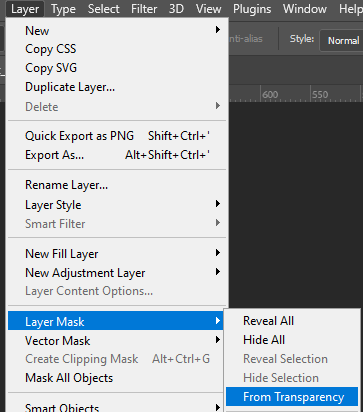 Layer Type Select Filter 3D View Plugins Window Help
nti-alias Style: Normal
600 550
New
Copy CSS
Copy SVG
Duplicate Layer...
Delete
Quick Export as PNG Shift+Ctrl+'
Export As... Alt+Shift+Ctrl+'
Rename Layer...
Layer Style
Smart Filter
New Fill Layer
New Adjustment Layer
Layer Content Options...
Layer Mask
Vector Mask
Create Clipping Mask Alt+Ctrl+G
Mask All Objects
Smart Objects
Reveal All
Hide All
Reveal Selection
Hide Selection
From Transparency